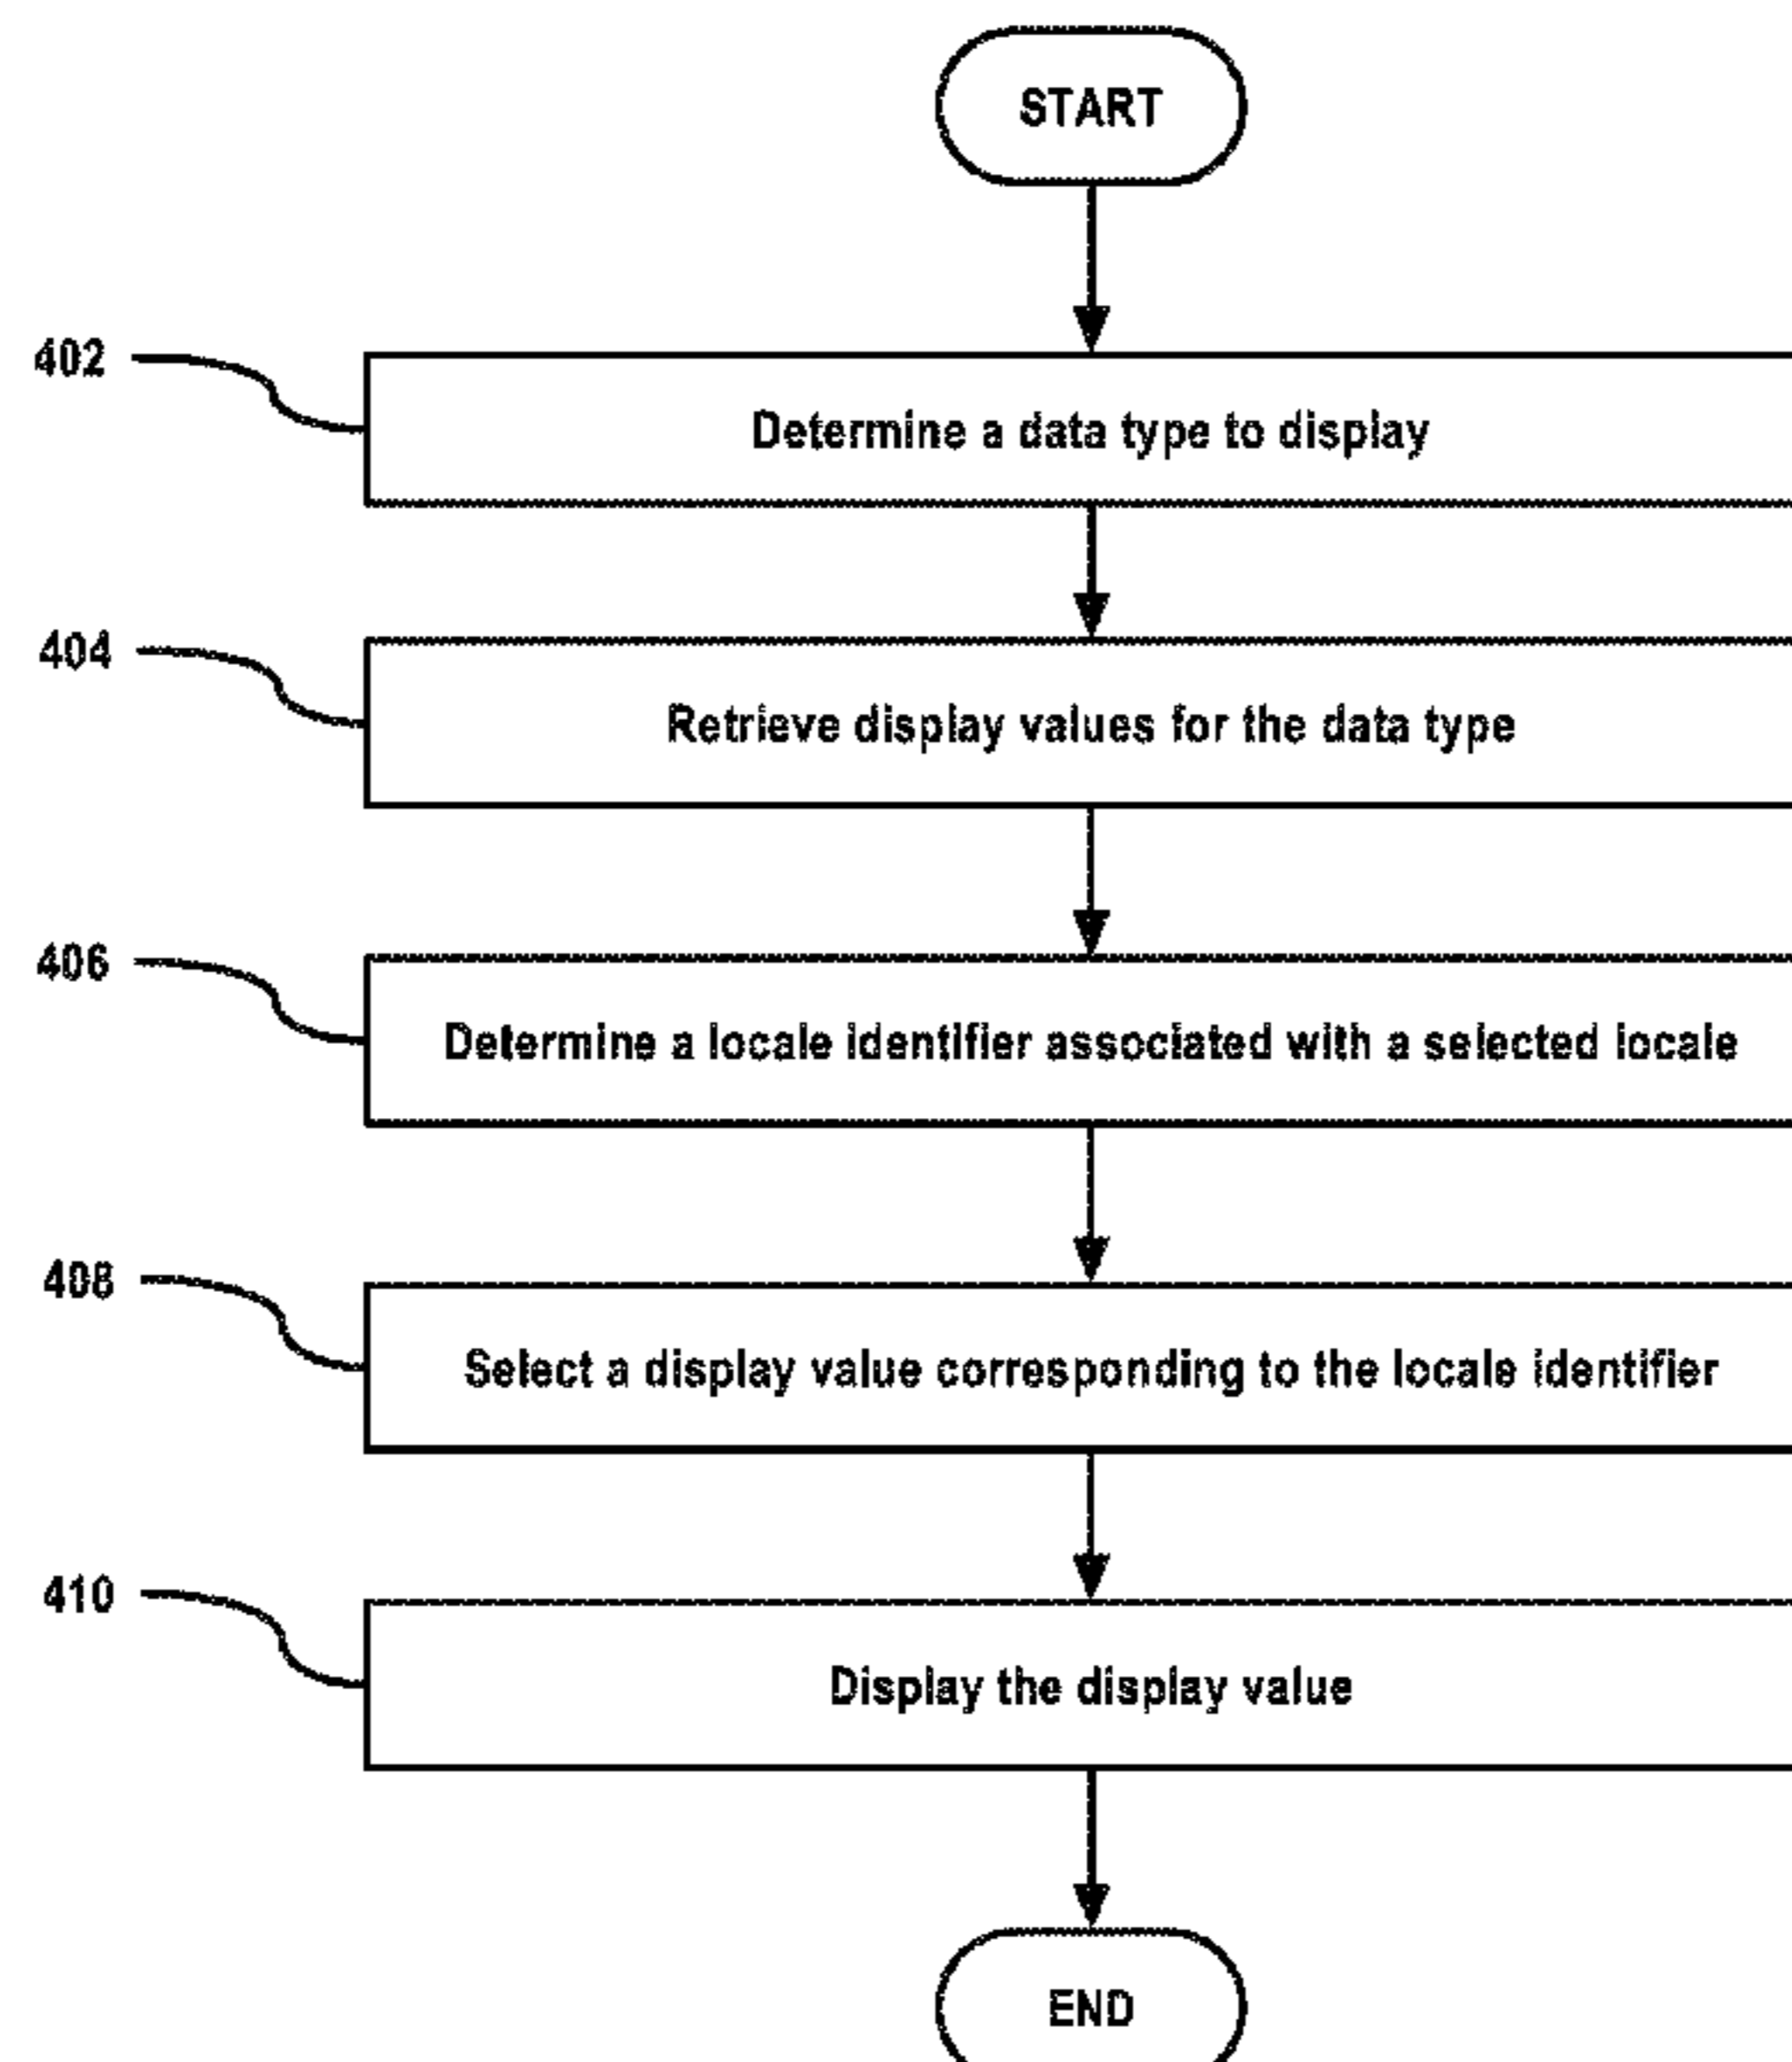 START
402
Determine a data type to display
404
Retrieve display values for the data type
406
Determine a locale identifier associated with a selected locale
408
Select a display value corresponding to the locale identifier
410
Display the display value
END